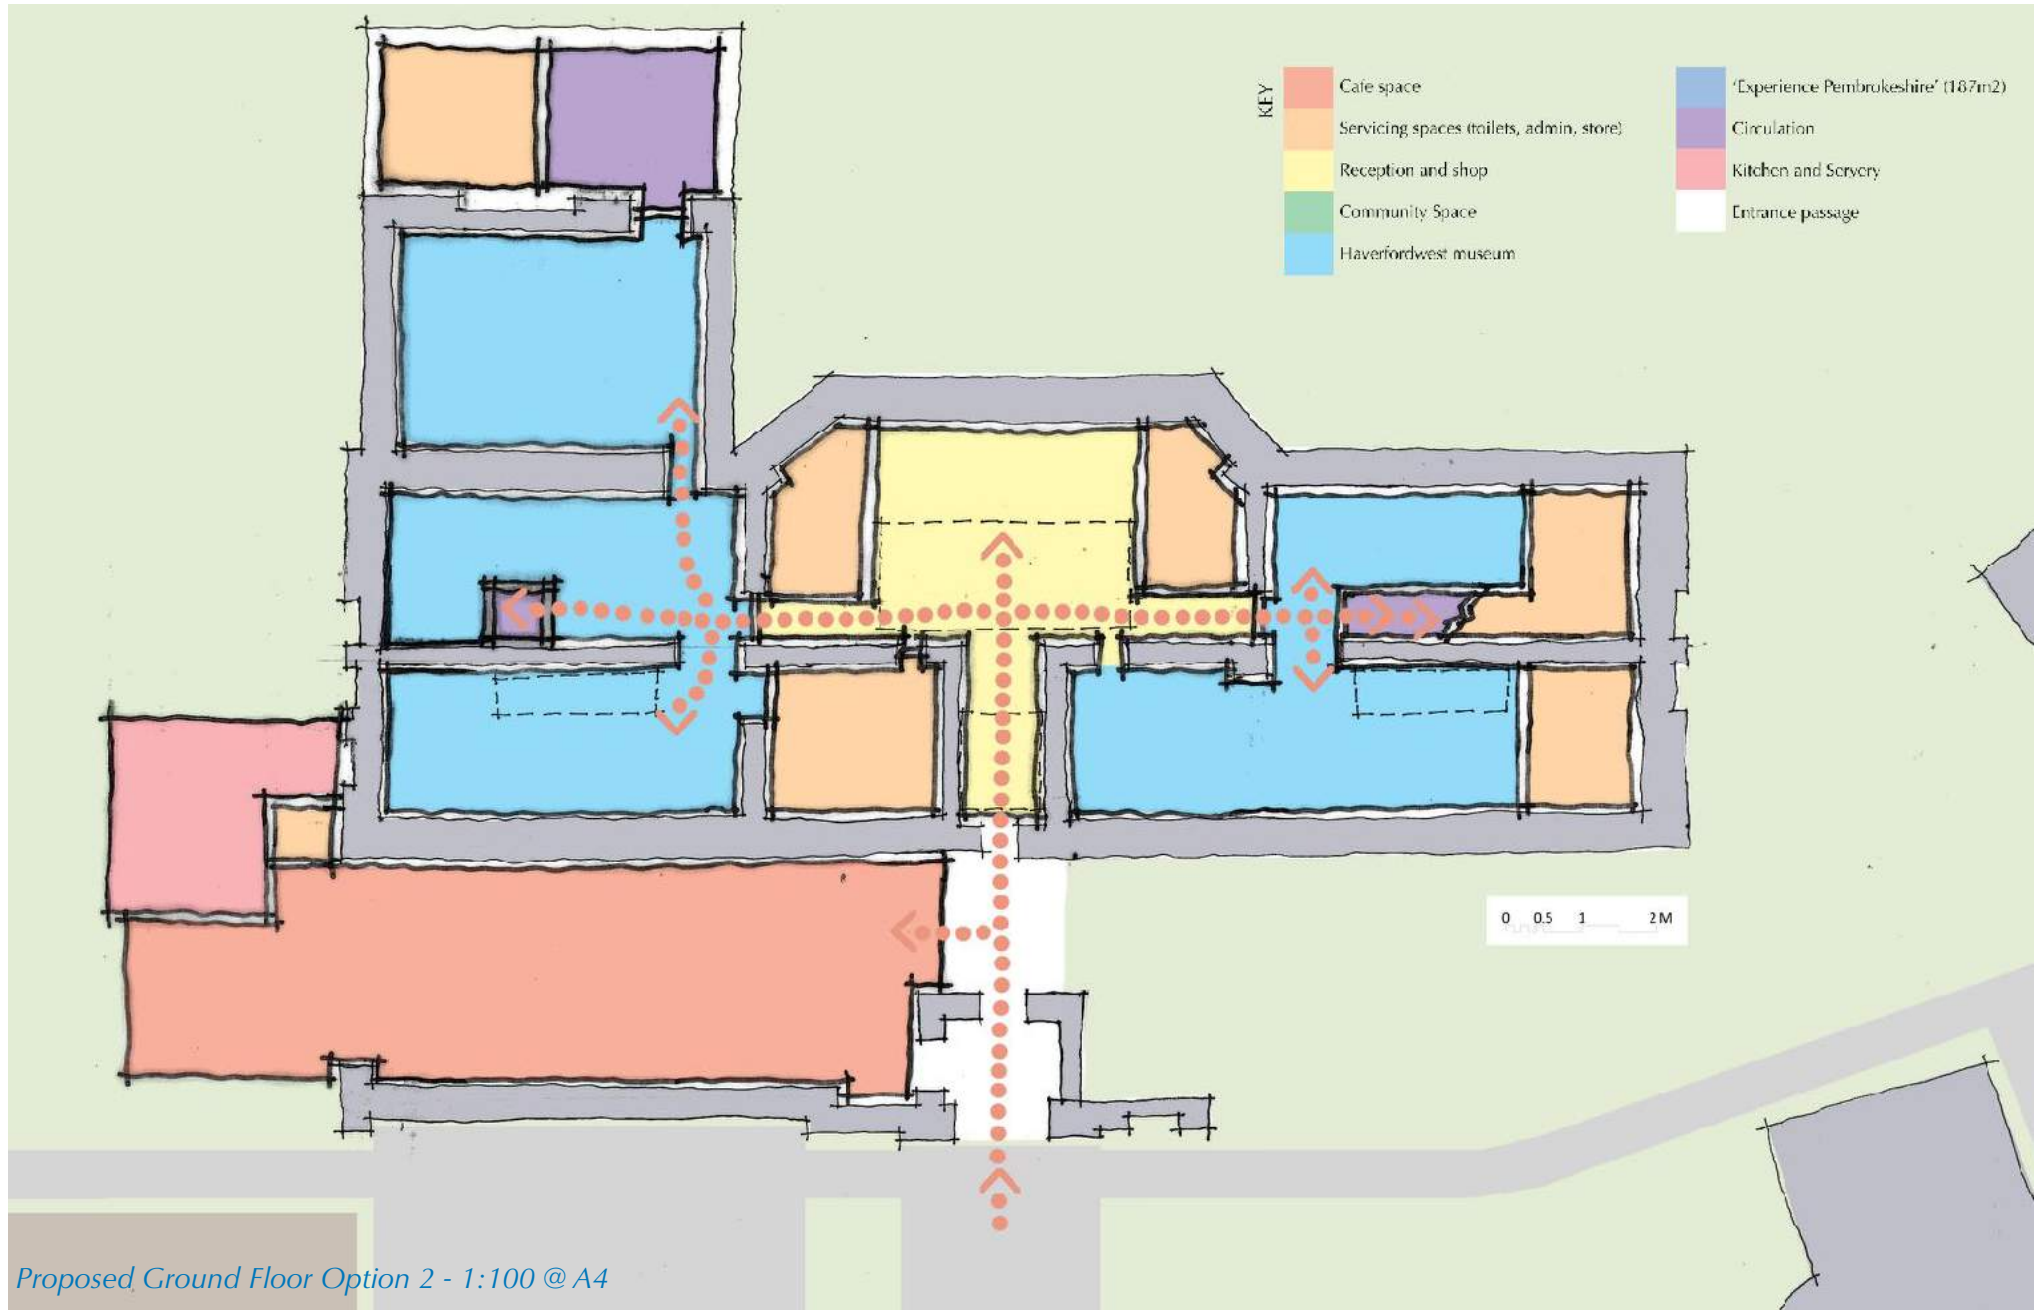 KEY
Cafe space
Servicing spaces (toilets, admin, store)
Reception and shop
Community Space
Haverfordwest museum
'Experience Pembrokeshire' (187m2)
Circulation
Kitchen and Servery
Entrance passage
0 0.5 1 2M
Proposed Ground Floor Option 2 - 1:100 @ A4